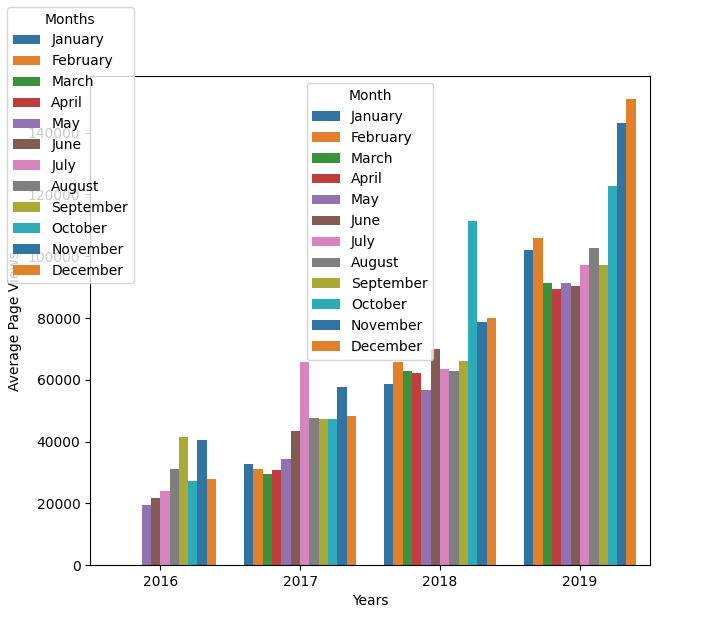 Months
January
February
March
April
May
June
July
August
September
October
November
December
Month
January
February
March
April
May
June
July
August
September
October
November
December
140000
120000
100000
80000
60000
40000
20000
0
Average Page Views
2016 2017 2018 2019
Years